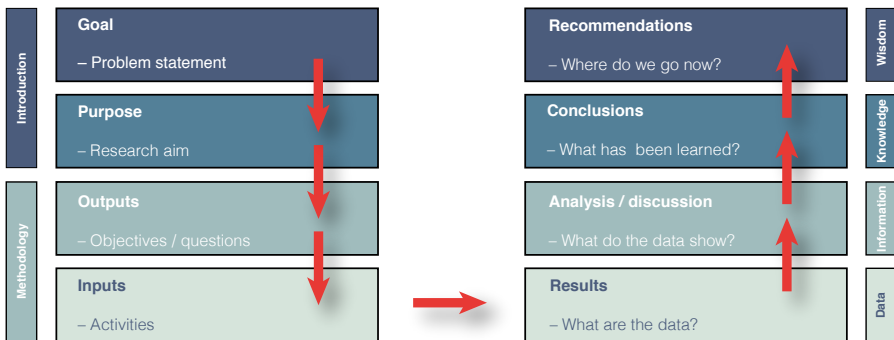 Introduction
Goal
– Problem statement
Purpose
– Research aim
Methodology
Outputs
– Objectives / questions
Inputs
– Activities
Recommendations
– Where do we go now?
Wisdom
Conclusions
– What has been learned?
Knowledge
Analysis / discussion
– What do the data show?
Information
Results
– What are the data?
Data